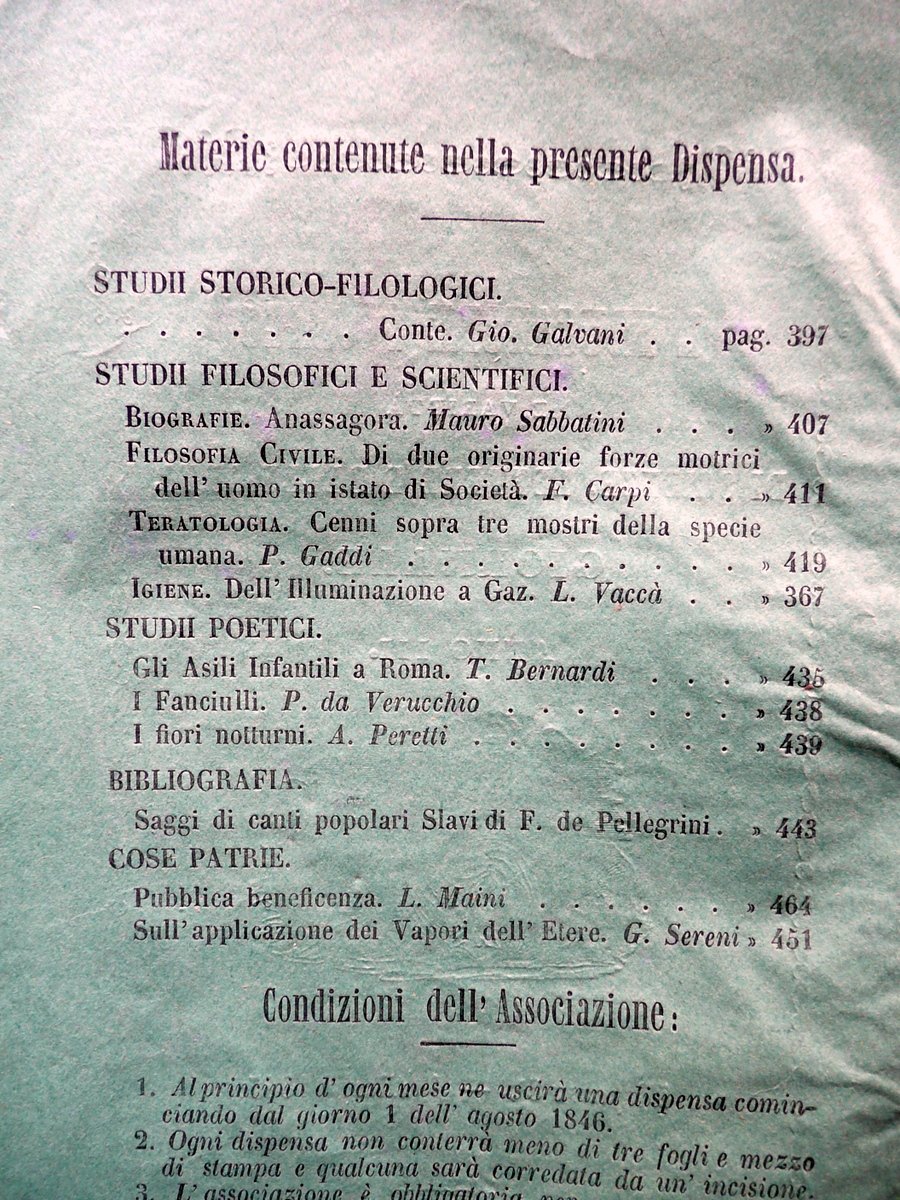 Materie contenute nella presente Dispensa.
STUDII STORICO-FILOLOGICI.
. . . . . . . Conte. Gio. Galvani . . pag. 397
STUDII FILOSOFICI E SCIENTIFICI.
BIOGRAFIE. Anassagora. Mauro Sabbatini . . . » 407
FILOSOFIA CIVILE. Di due originarie forze motrici
dell' uomo in istato di Società. F. Carpi . . » 411
TERATOLOGIA. Cenni sopra tre mostri della specie
umana. P. Gaddi . . . . . . . . . . » 419
IGIENE. Dell' Illuminazione a Gaz. L. Vaccà . . » 367
STUDII POETICI.
Gli Asili Infantili a Roma. T. Bernardi . . . » 435
I Fanciulli. P. da Verucchio . . . . . . . » 438
I fiori notturni. A. Peretti . . . . . . . . » 439
BIBLIOGRAFIA.
Saggi di canti popolari Slavi di F. de Pellegrini. » 443
COSE PATRIE.
Pubblica beneficenza. L. Maini . . . . . . » 464
Sull' applicazione dei Vapori dell' Etere. G. Sereni » 451
Condizioni dell' Associazione:
1. Al principio d' ogni mese ne uscirà una dispensa comin-
ciando dal giorno 1 dell' agosto 1846.
2. Ogni dispensa non conterrà meno di tre fogli e mezzo
di stampa e qualcuna sarà corredata da un' incisione.
3. L' associazione è obbligatoria per